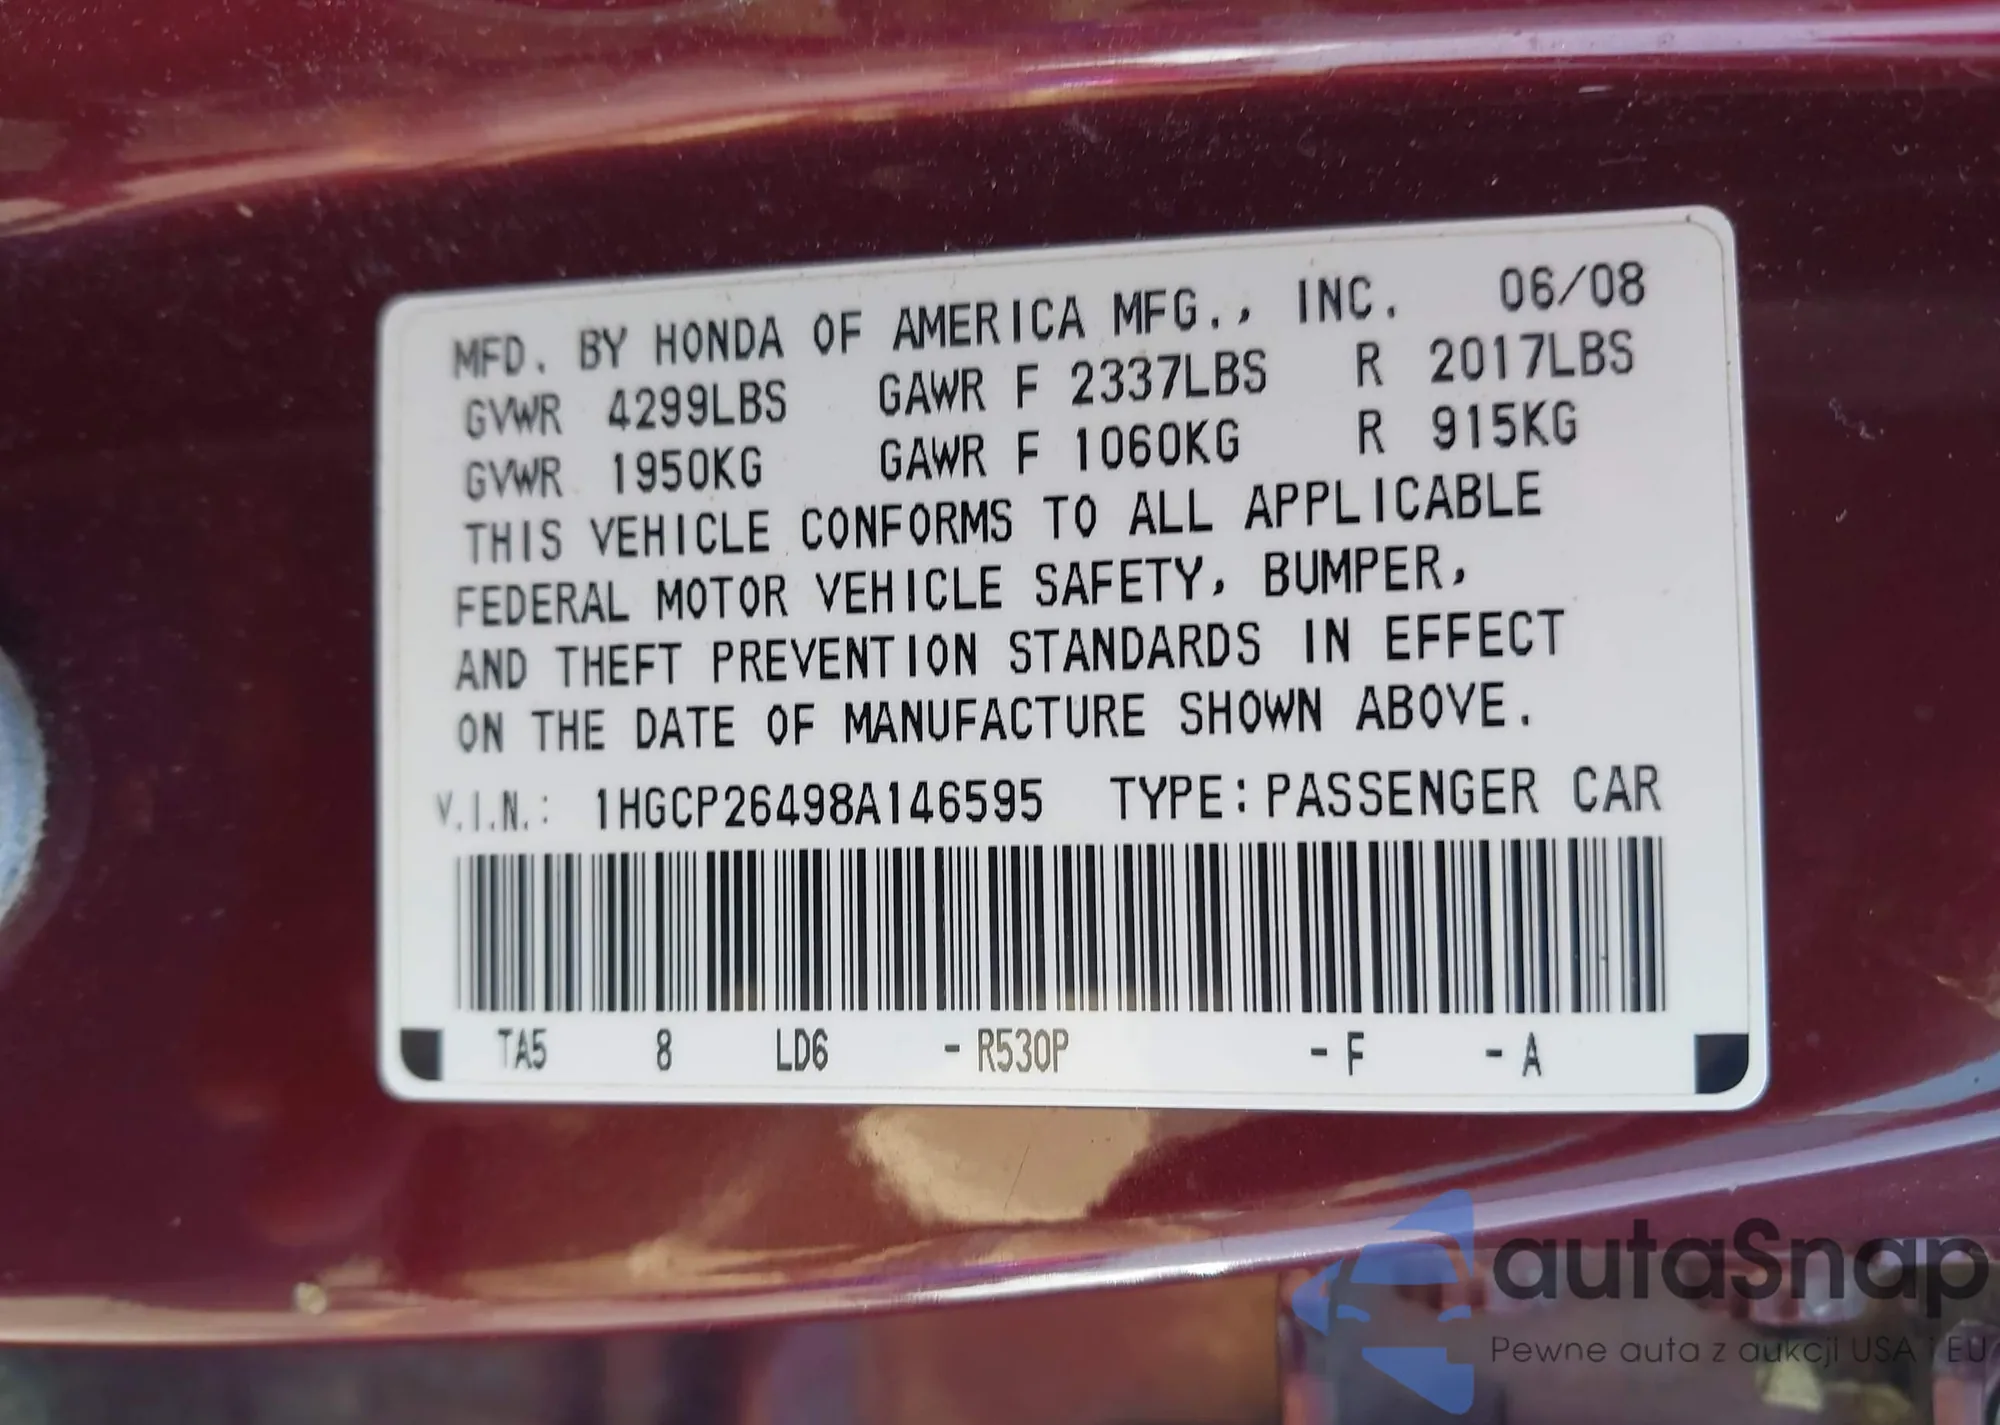 MFD. BY HONDA OF AMERICA MFG., INC. 06/08
GVWR 4299LBS GAWR F 2337LBS R 2017LBS
GVWR 1950KG GAWR F 1060KG R 915KG
THIS VEHICLE CONFORMS TO ALL APPLICABLE
FEDERAL MOTOR VEHICLE SAFETY, BUMPER,
AND THEFT PREVENTION STANDARDS IN EFFECT
ON THE DATE OF MANUFACTURE SHOWN ABOVE.
V.I.N.: 1HGCP26498A146595 TYPE: PASSENGER CAR
TA5 8 LD6 - R530P - F - A
autaSnap
Pewne auta z aukcji USA i EU